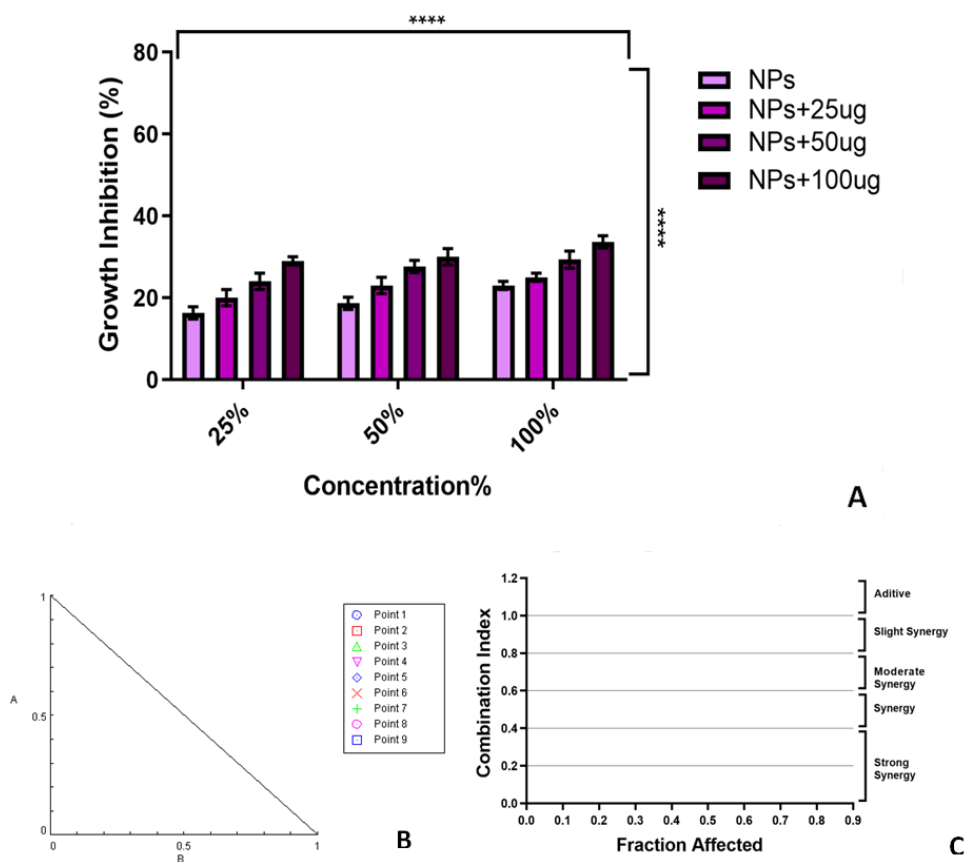 ****
80
60
40
20
0
Growth Inhibition (%)
25%
50%
100%
Concentration%
****
NPs
NPs+25ug
NPs+50ug
NPs+100ug
A
1
0.5
0
A
0
0.5
1
B
Point 1
Point 2
Point 3
Point 4
Point 5
Point 6
Point 7
Point 8
Point 9
B
1.2
1.0
0.8
0.6
0.4
0.2
0.0
Combination Index
0.0 0.1 0.2 0.3 0.4 0.5 0.6 0.7 0.8 0.9
Fraction Affected
Aditive
Slight Synergy
Moderate
Synergy
Synergy
Strong
Synergy
C